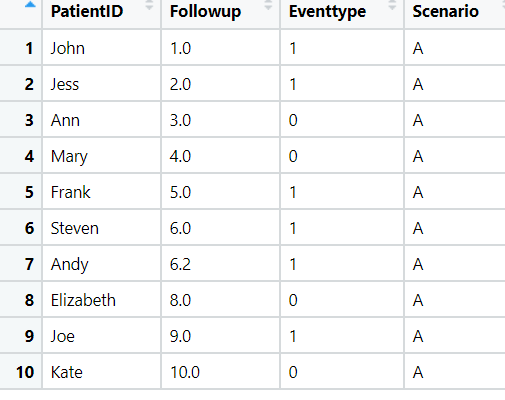 PatientID Followup Eventtype Scenario
1 John 1.0 1 A
2 Jess 2.0 1 A
3 Ann 3.0 0 A
4 Mary 4.0 0 A
5 Frank 5.0 1 A
6 Steven 6.0 1 A
7 Andy 6.2 1 A
8 Elizabeth 8.0 0 A
9 Joe 9.0 1 A
10 Kate 10.0 0 A